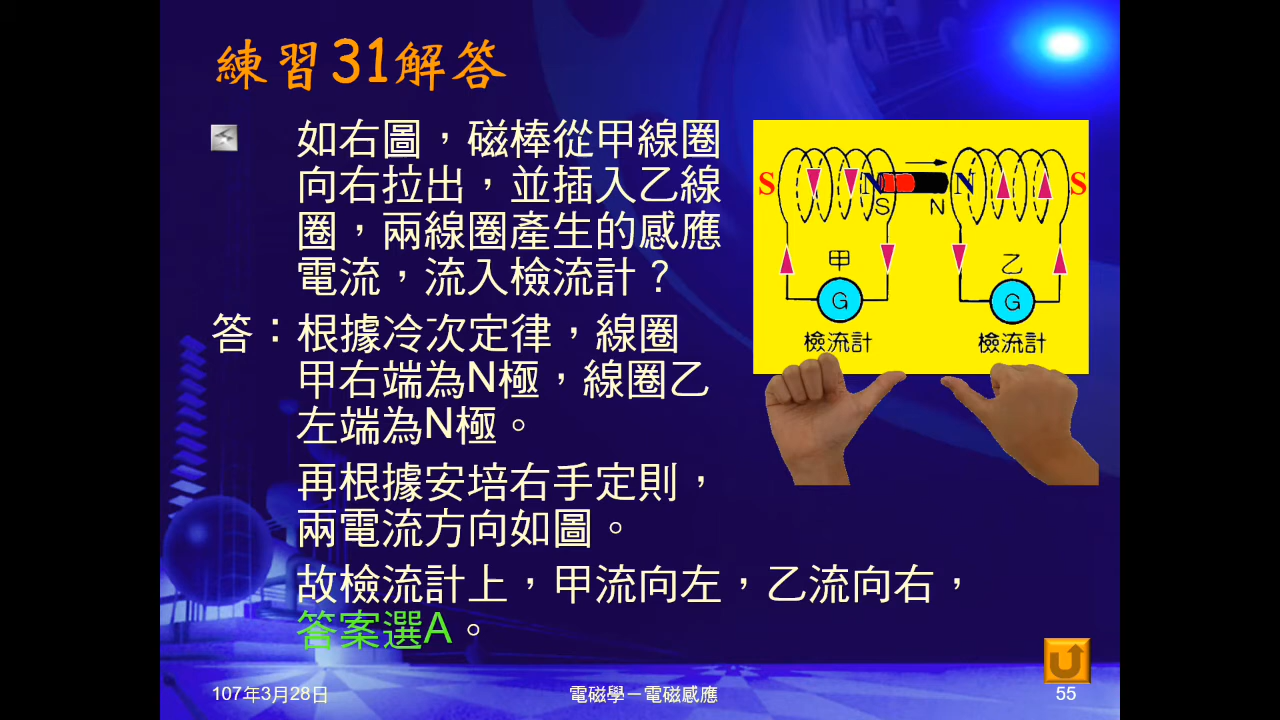 練習31解答
如右圖，磁棒從甲線圈
向右拉出，並插入乙線
圈，兩線圈產生的感應
電流，流入檢流計？
答：根據冷次定律，線圈
甲右端為N極，線圈乙
左端為N極。
再根據安培右手定則，
兩電流方向如圖。
故檢流計上，甲流向左，乙流向右，
答案選A。
S N N S
S N
甲 乙
G G
檢流計 檢流計
107年3月28日 電磁學－電磁感應 55